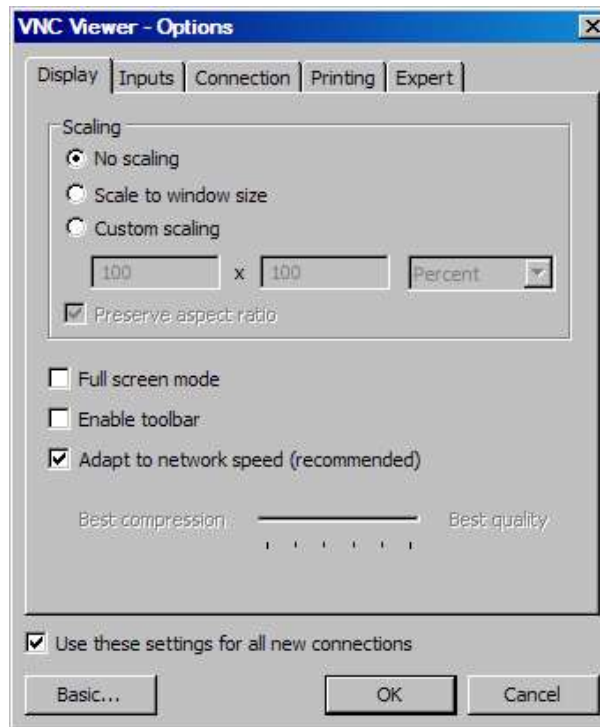 VNC Viewer - Options
Display Inputs Connection Printing Expert
Scaling
No scaling
Scale to window size
Custom scaling
100 x 100 Percent
Preserve aspect ratio
Full screen mode
Enable toolbar
Adapt to network speed (recommended)
Best compression Best quality
Use these settings for all new connections
Basic... OK Cancel